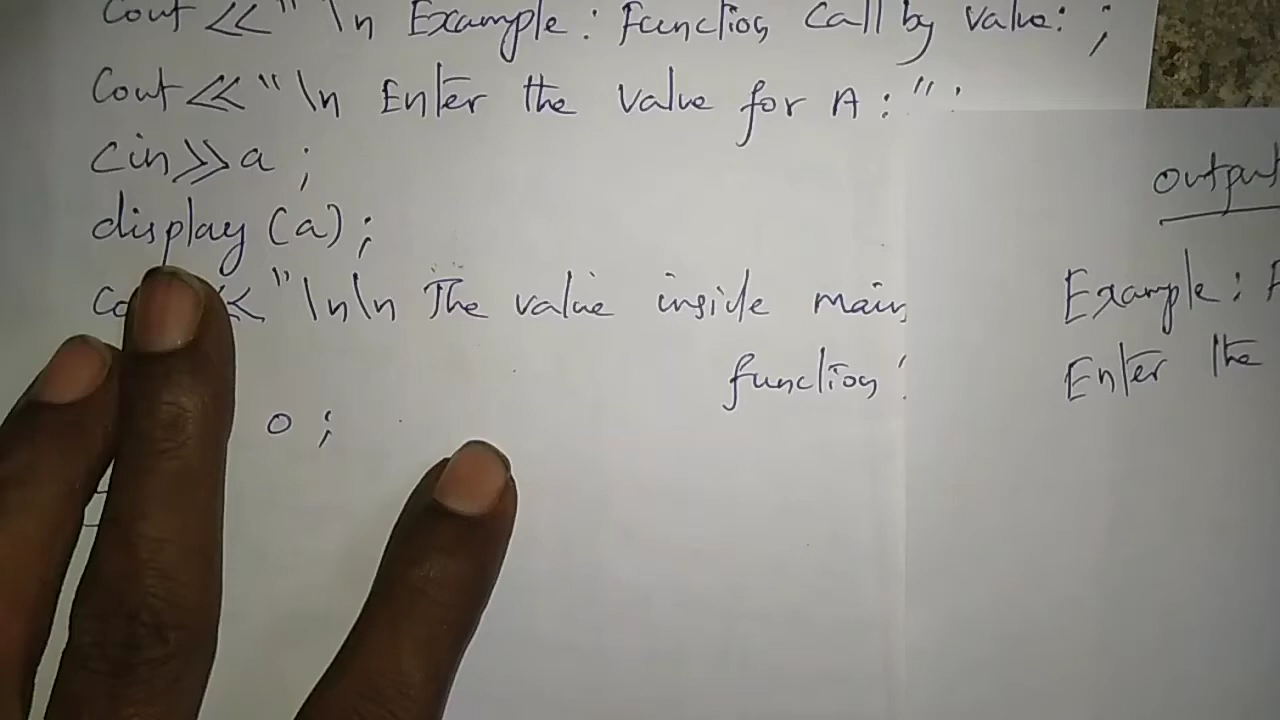 Cout << " \n Example : Function Call by value: ;
Cout << " \n Enter the value for A : " .
Cin >> a ;
display (a) ;
<< " \n\n The value inside main
function '
0 ;
output
Example :
Enter the